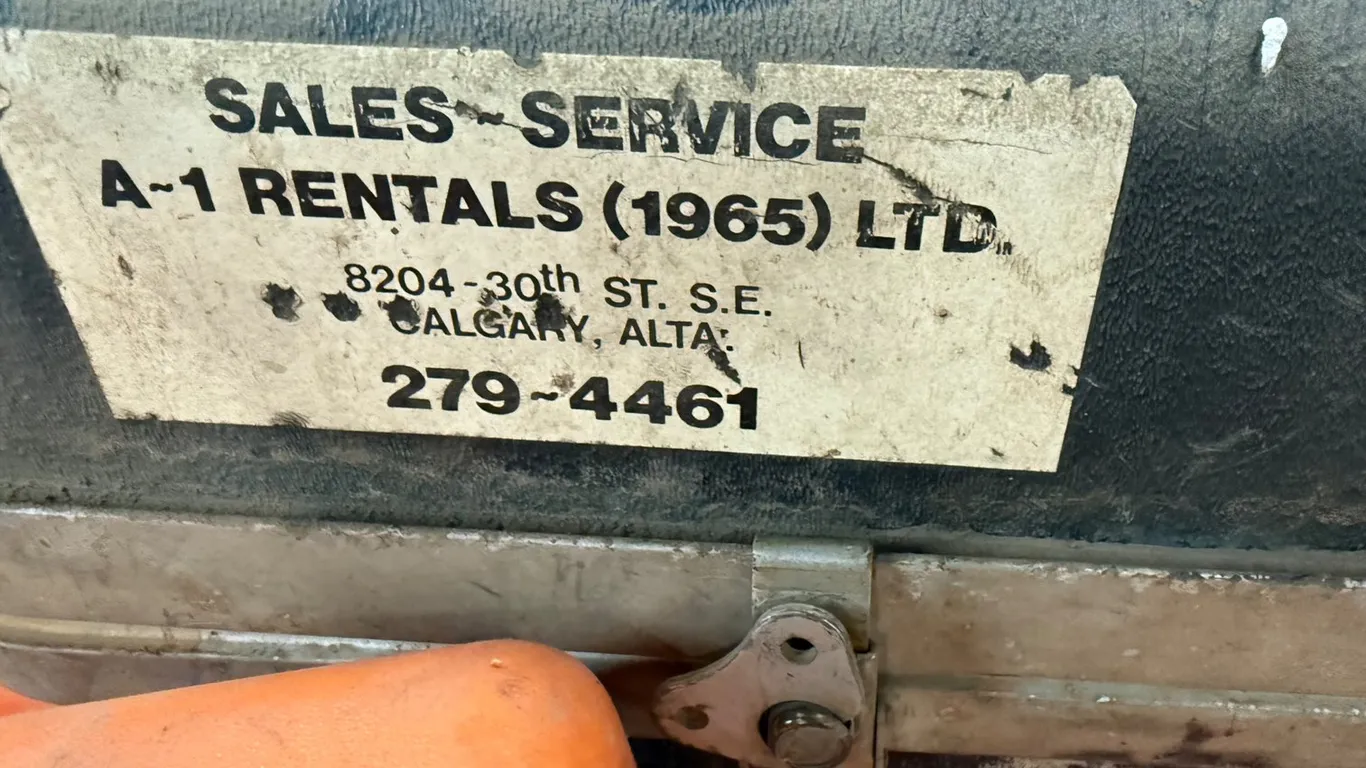 SALES~SERVICE
A~1 RENTALS (1965) LTD.
8204-30th ST. S.E.
CALGARY, ALTA.
279~4461